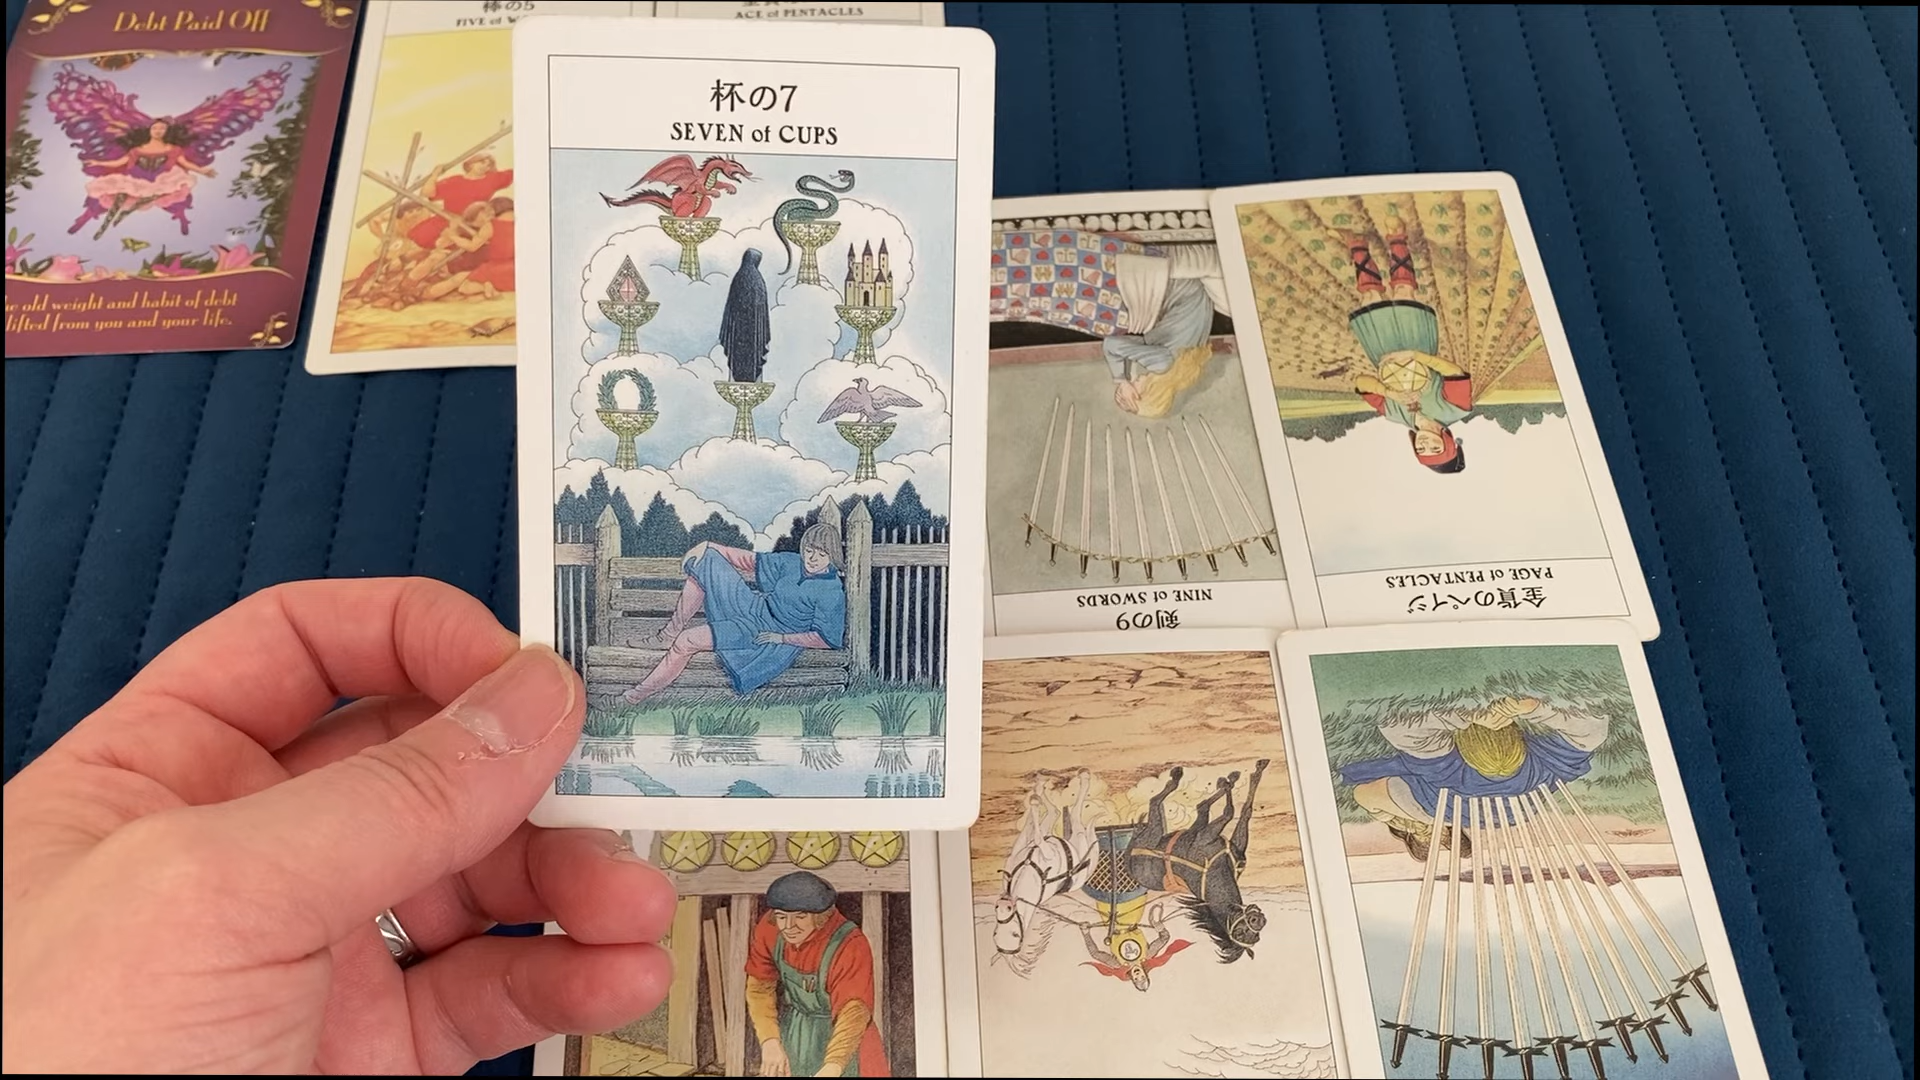 Debt Paid Off
old weight and habit of debt
lifted from you and your life.
棒の5
FIVE of
ACE of PENTACLES
杯の7
SEVEN of CUPS
NINE of SWORDS
剣の9
PAGE of PENTACLES
金貨のペイジ